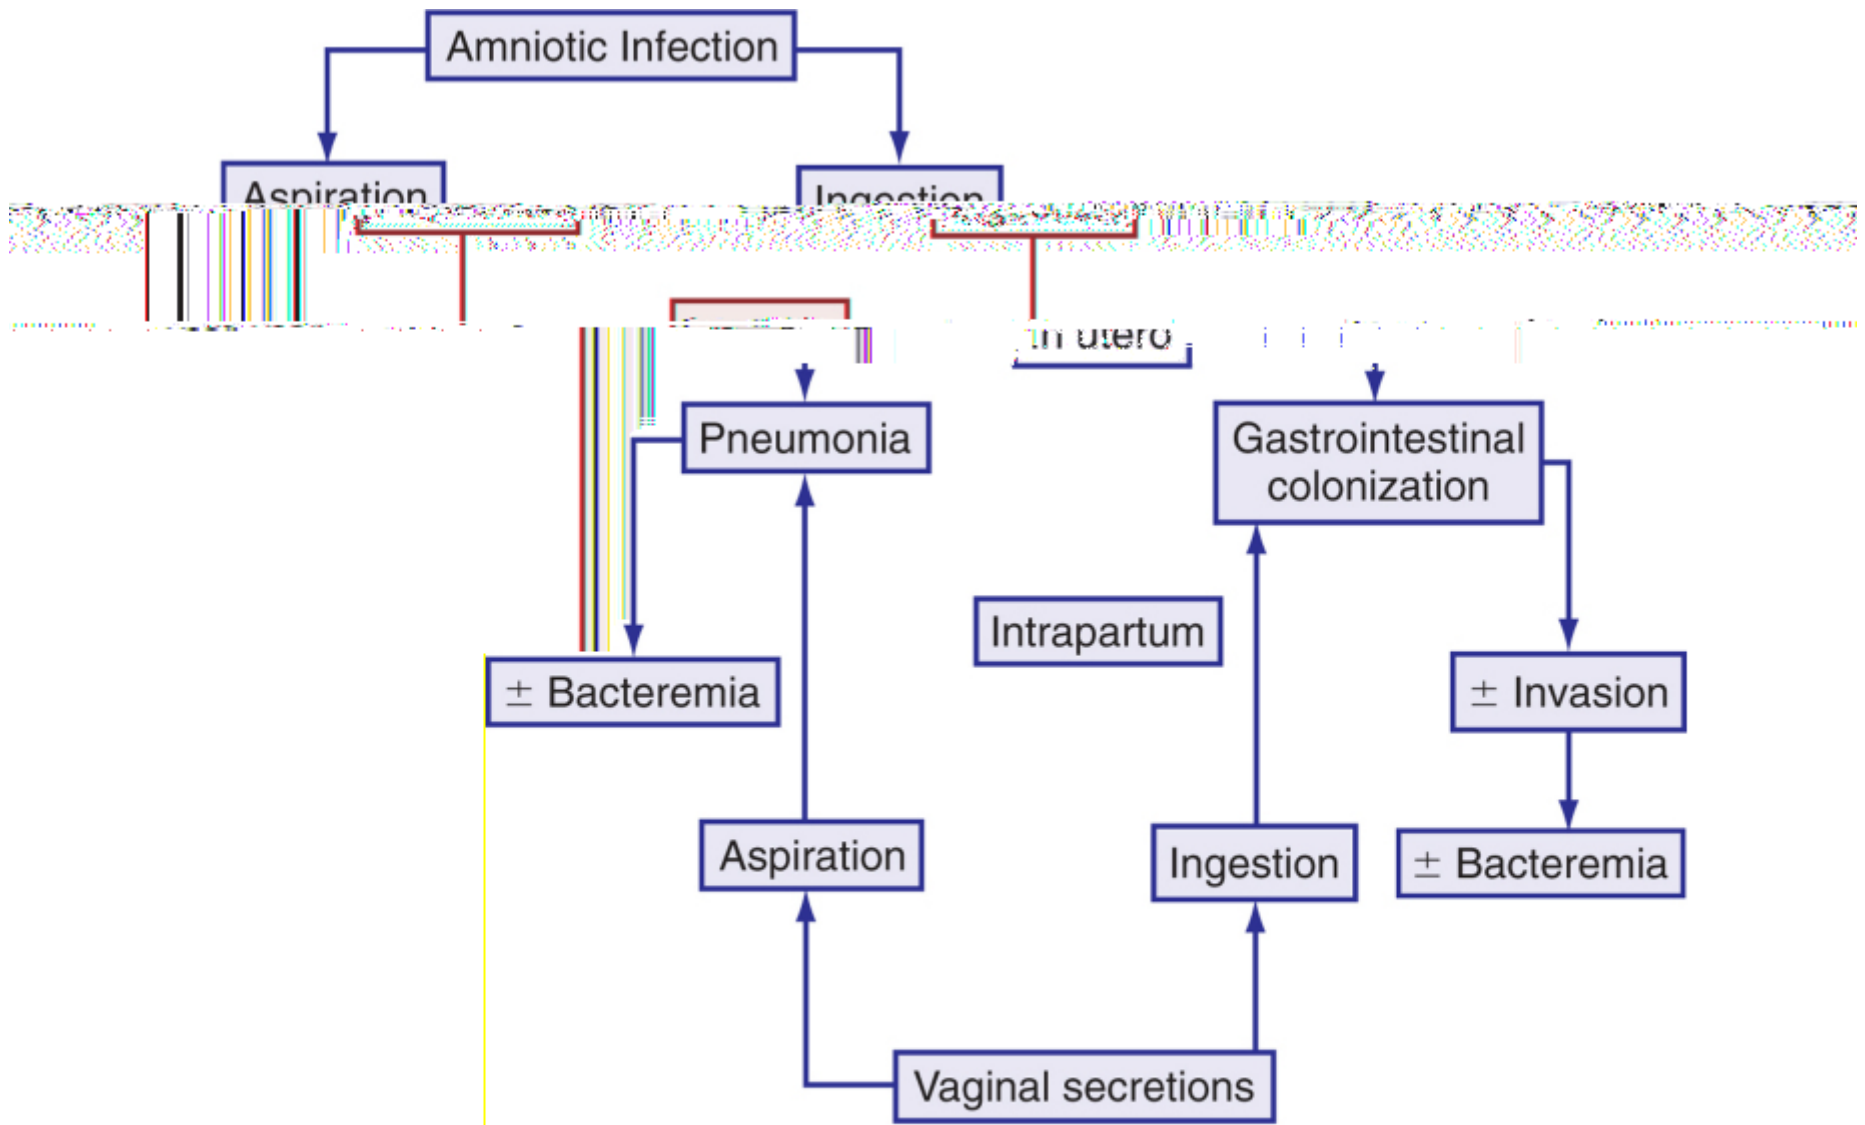 Amniotic Infection
Aspiration
Ingestion
In utero
Pneumonia
Gastrointestinal
colonization
Intrapartum
± Bacteremia
± Invasion
Aspiration
Ingestion
± Bacteremia
Vaginal secretions